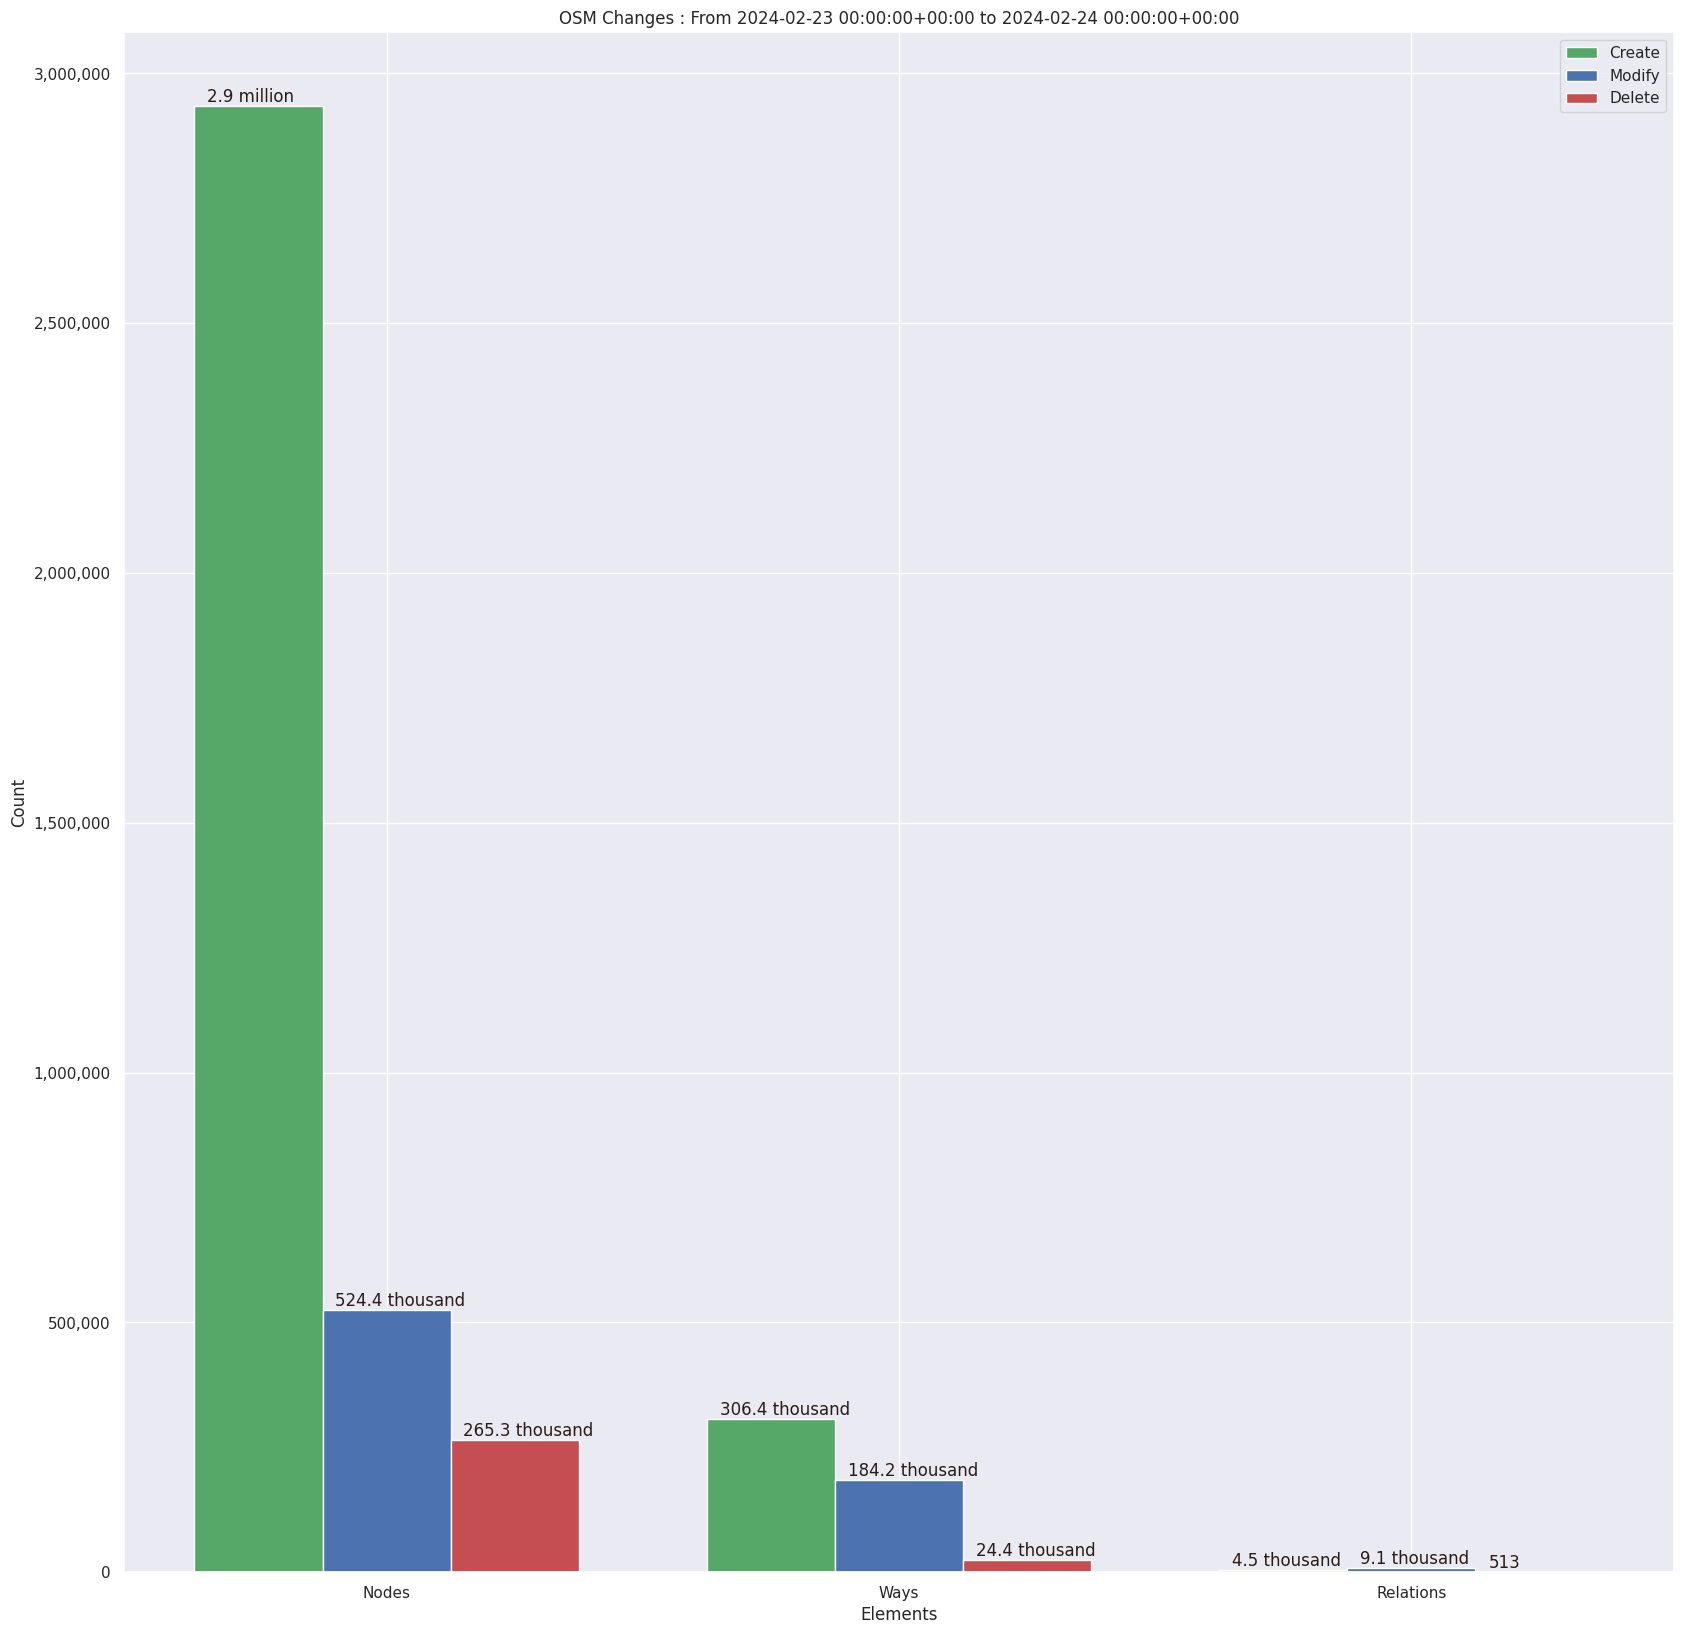 OSM Changes : From 2024-02-23 00:00:00+00:00 to 2024-02-24 00:00:00+00:00
Create
Modify
Delete
3,000,000
2,500,000
2,000,000
1,500,000
1,000,000
500,000
0
Count
2.9 million
524.4 thousand
265.3 thousand
306.4 thousand
184.2 thousand
24.4 thousand
4.5 thousand
9.1 thousand
513
Nodes
Ways
Relations
Elements